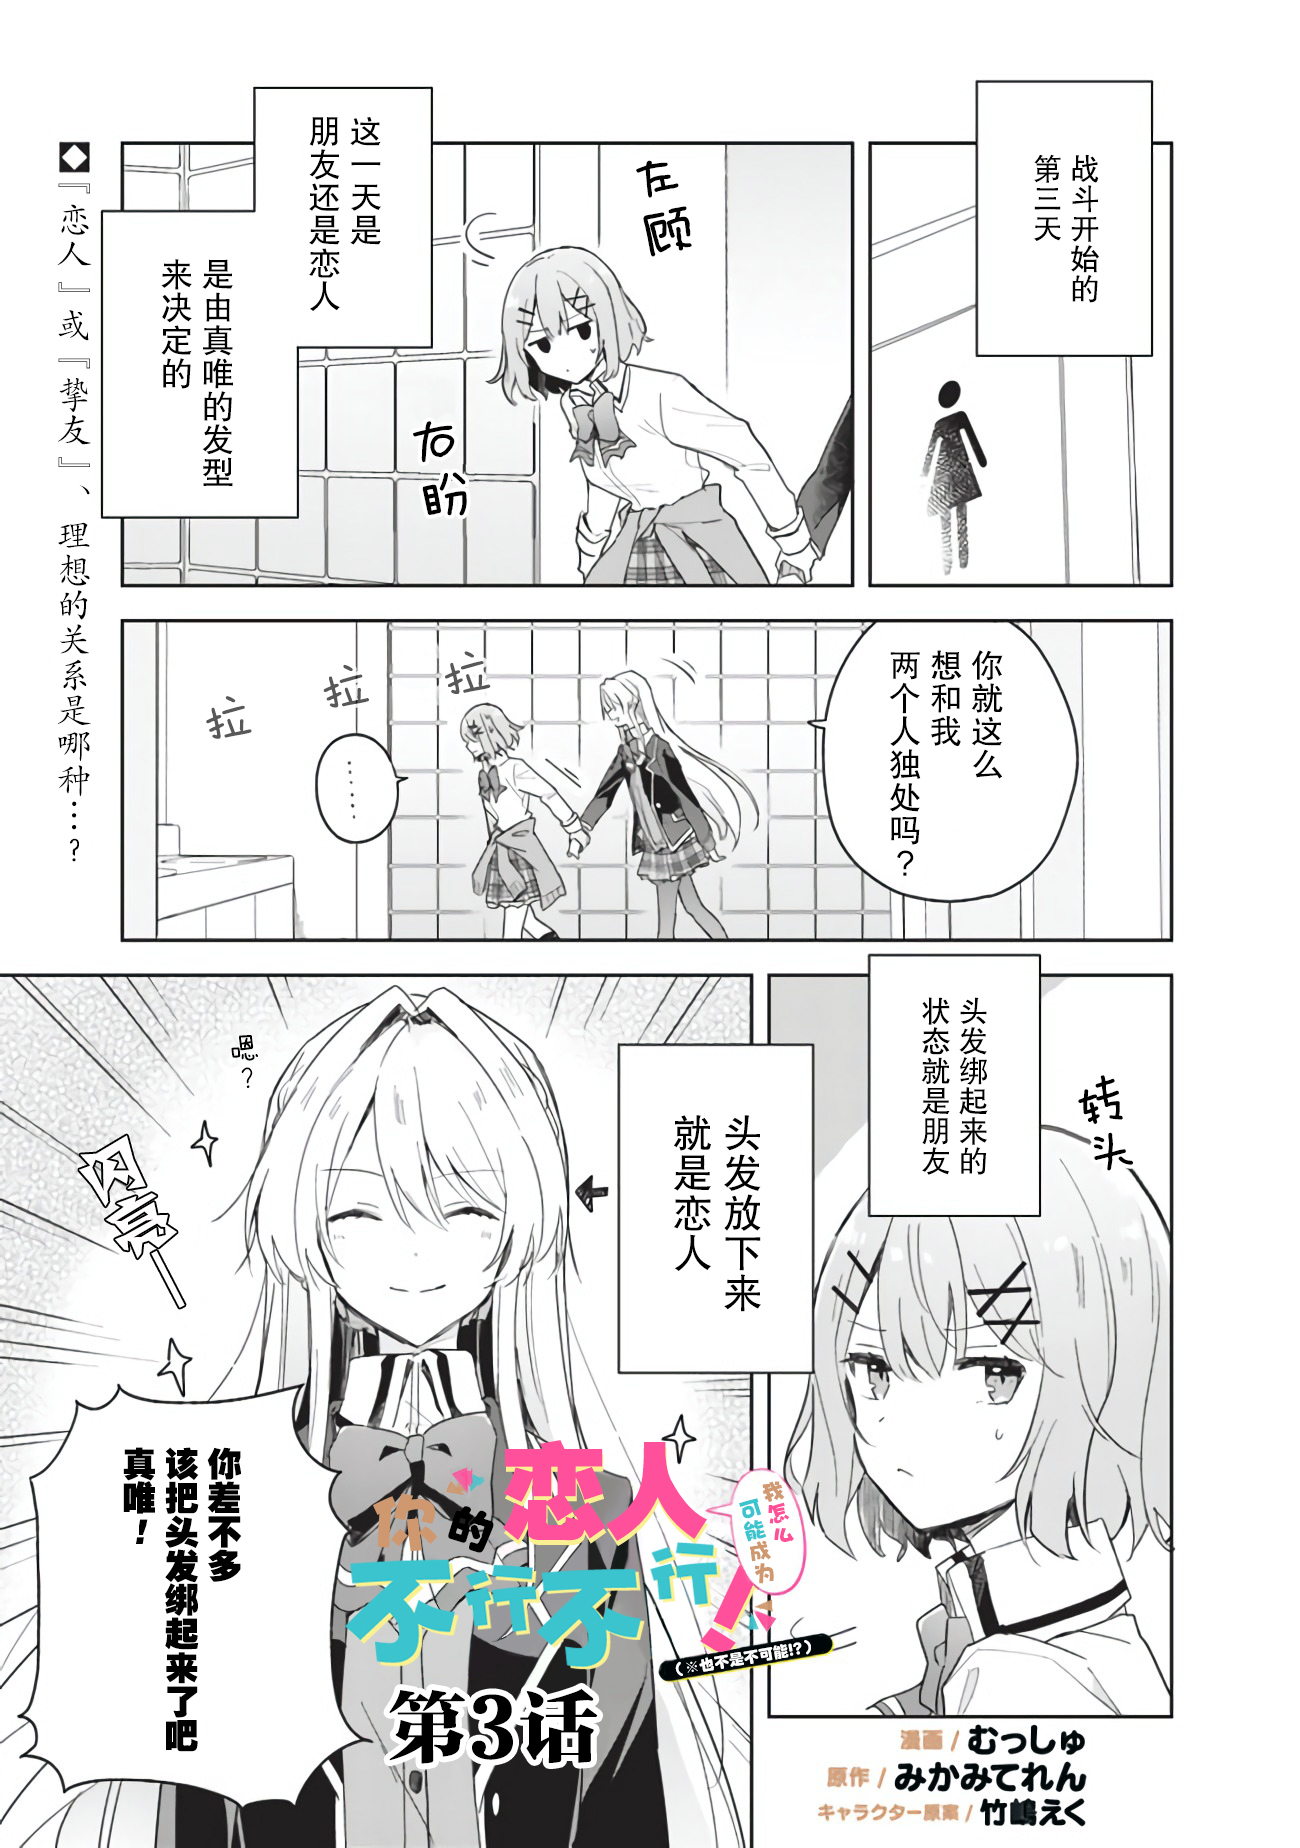 战斗开始的
第三天
这一天是
朋友还是恋人
是由真唯的发型
来决定的
左顾
右盼
◆『恋人』或『挚友』、理想的关系是哪种…?
你就这么
想和我
两个人独处吗?
拉
拉
拉
……
头发绑起来的
状态就是朋友
转头
头发放下来
就是恋人
嗯?
闪亮—
你差不多
该把头发绑起来了吧
真唯!
我怎么
可能成为
你的恋人
不行不行!
(※也不是不可能!?)
第3话
漫画 / むっしゅ
原作 / みかみてれん
キャラクター原案 / 竹嶋えく